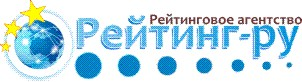 Рейтинговое агентство
Рейтинг-ру